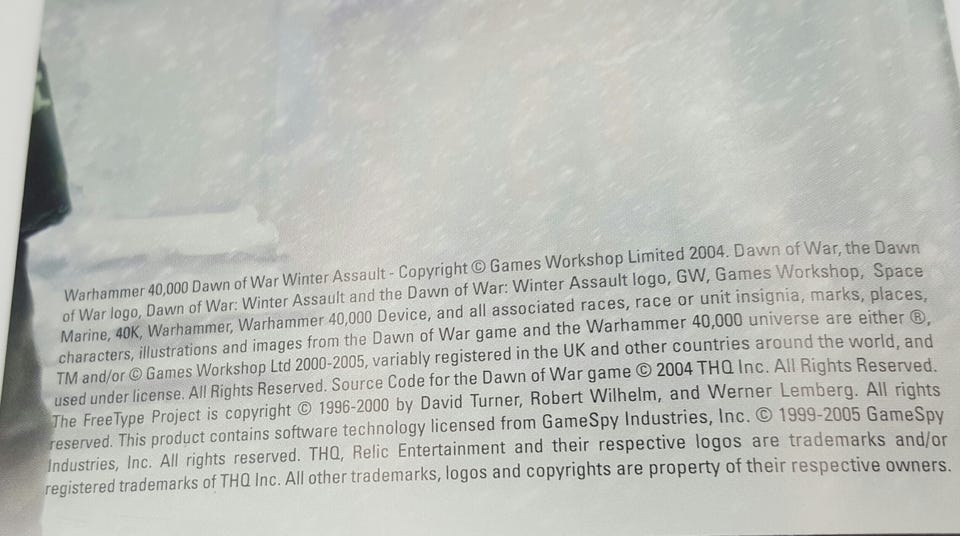 Warhammer 40,000 Dawn of War Winter Assault - Copyright © Games Workshop Limited 2004. Dawn of War, the Dawn
of War logo, Dawn of War: Winter Assault and the Dawn of War: Winter Assault logo, GW, Games Workshop, Space
Marine, 40K, Warhammer, Warhammer 40,000 Device, and all associated races, race or unit insignia, marks, places,
characters, illustrations and images from the Dawn of War game and the Warhammer 40,000 universe are either ®,
TM and/or © Games Workshop Ltd 2000-2005, variably registered in the UK and other countries around the world, and
used under license. All Rights Reserved. Source Code for the Dawn of War game © 2004 THQ Inc. All Rights Reserved.
The FreeType Project is copyright © 1996-2000 by David Turner, Robert Wilhelm, and Werner Lemberg. All rights
reserved. This product contains software technology licensed from GameSpy Industries, Inc. © 1999-2005 GameSpy
Industries, Inc. All rights reserved. THQ, Relic Entertainment and their respective logos are trademarks and/or
registered trademarks of THQ Inc. All other trademarks, logos and copyrights are property of their respective owners.